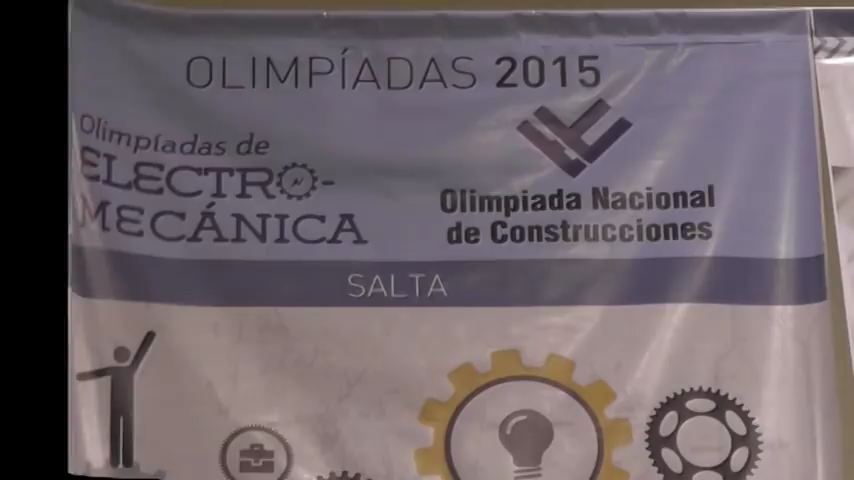 OLIMPÍADAS 2015
Olimpíadas de
ELECTRO-
MECÁNICA
Olimpiada Nacional
de Construcciones
SALTA